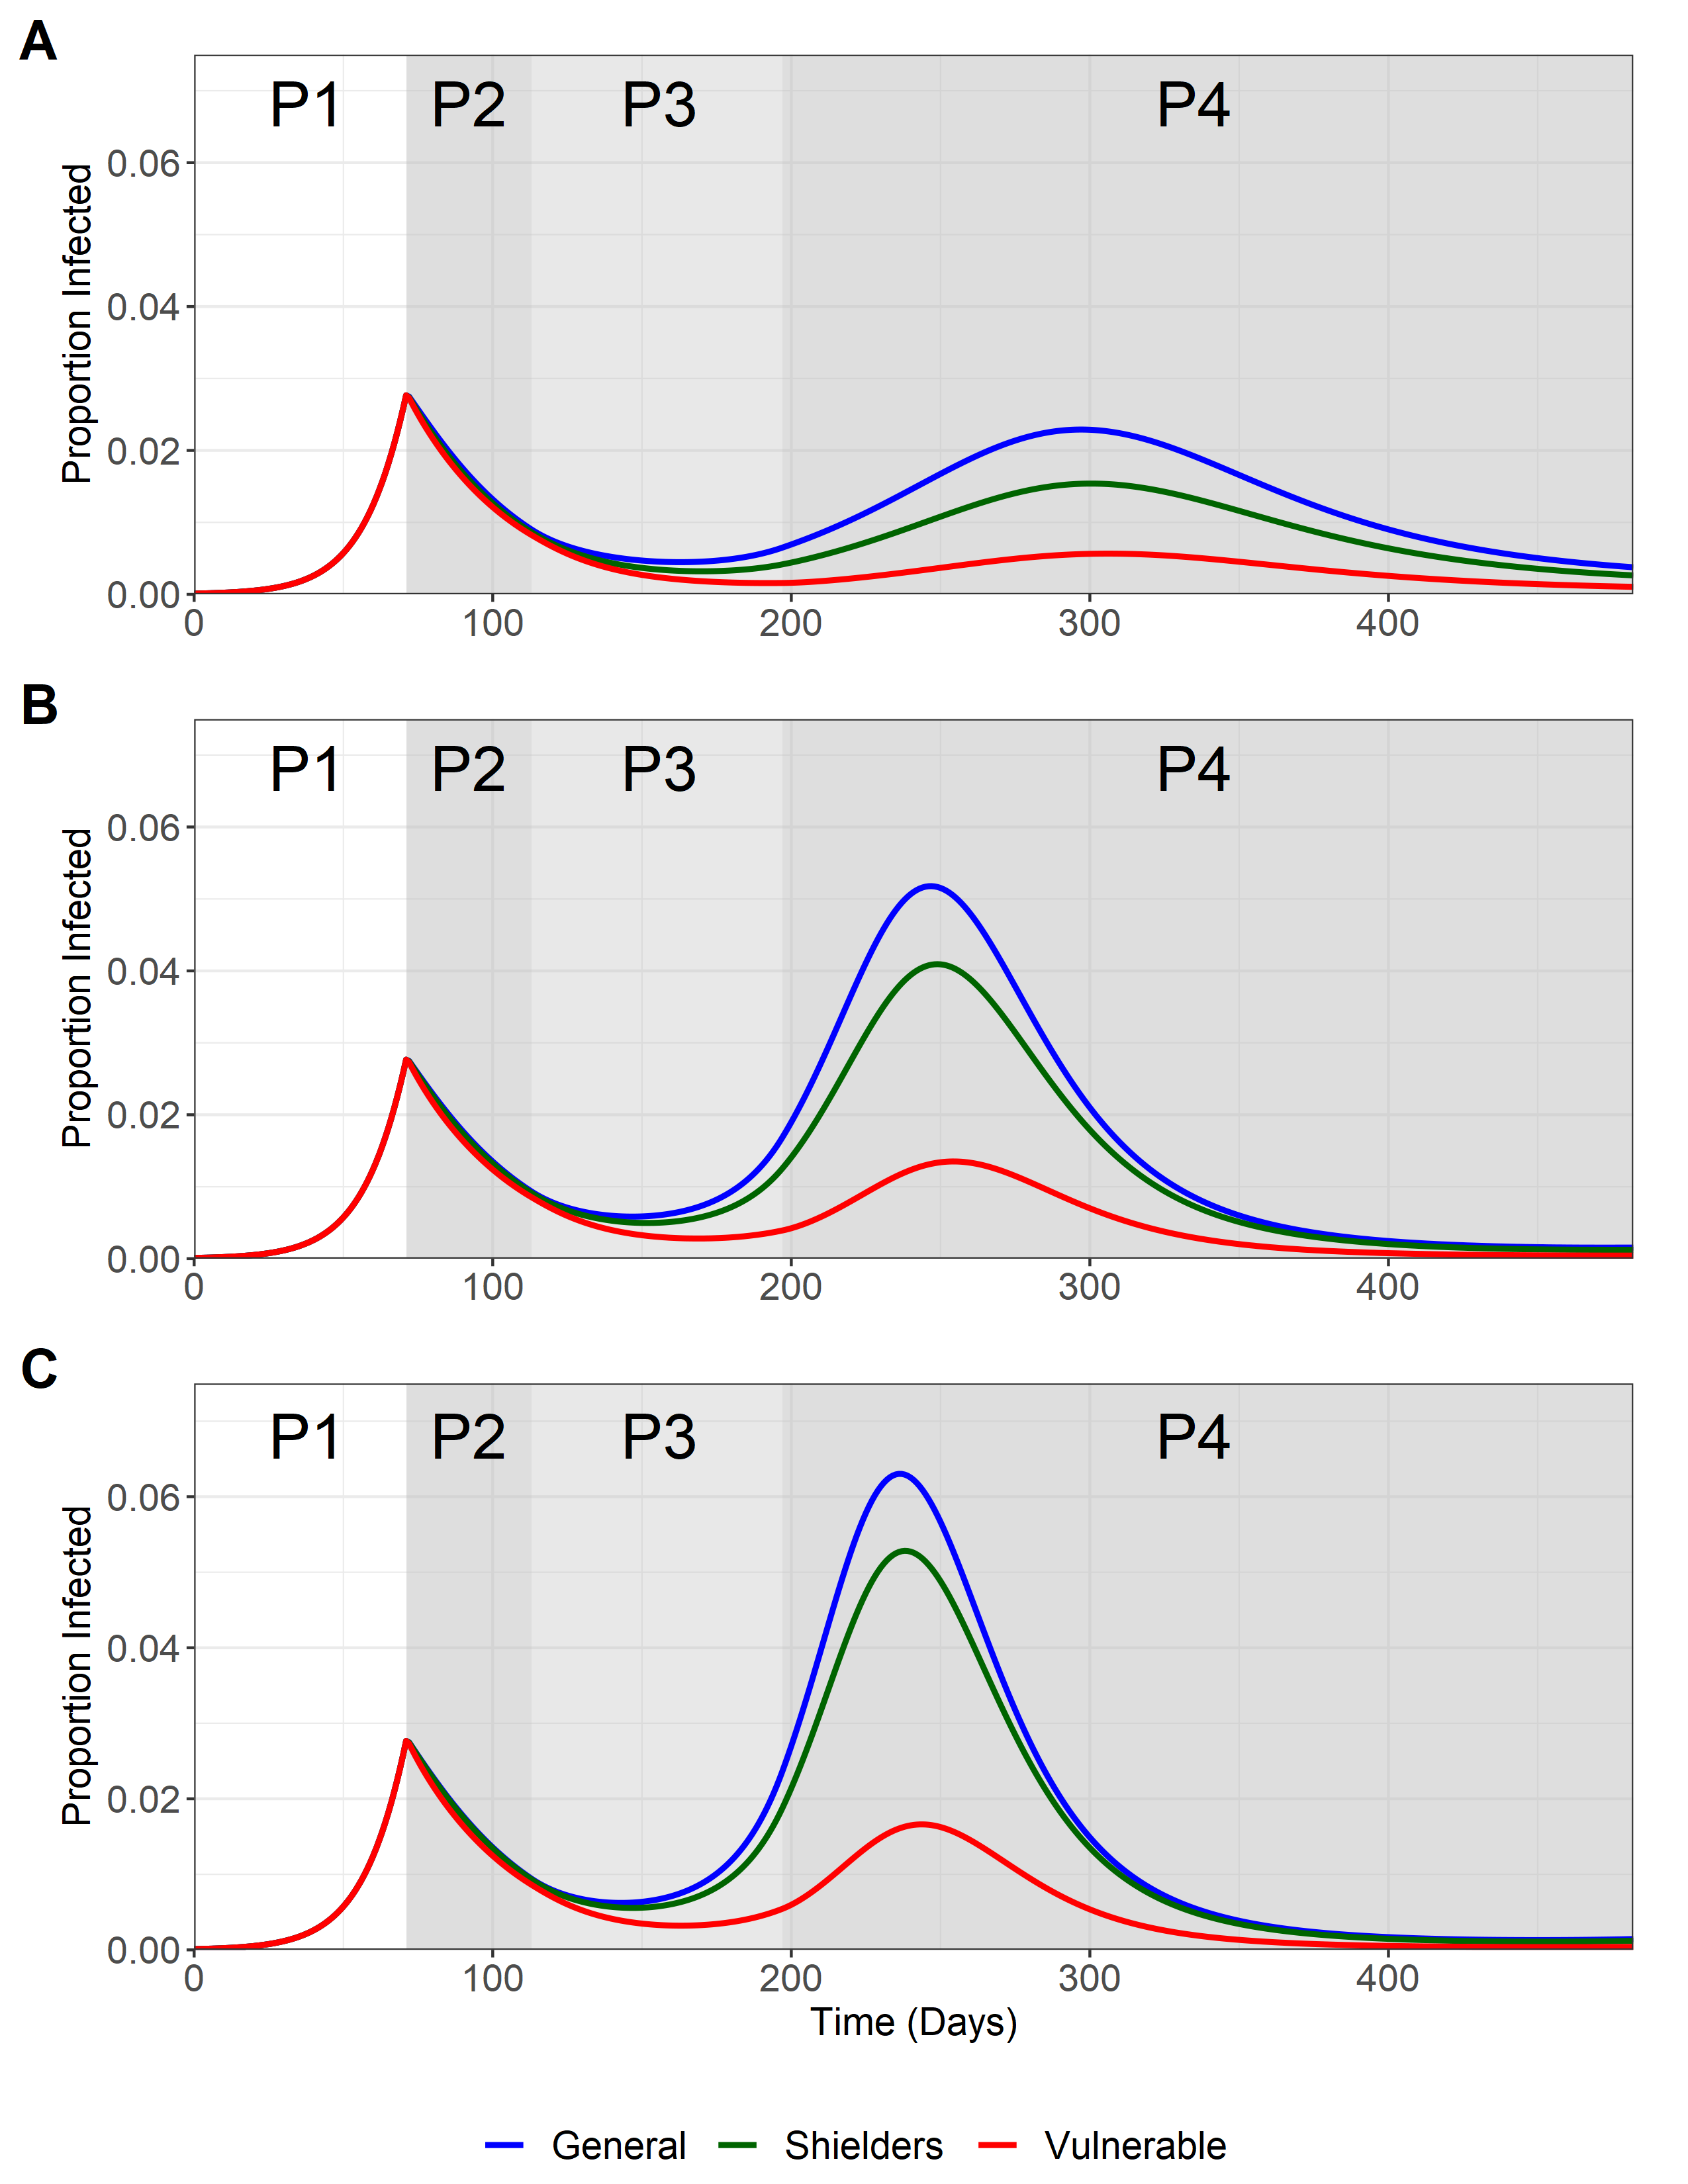 A
P1 P2 P3 P4
0.06
0.04
0.02
0.00
Proportion Infected
0 100 200 300 400
B
P1 P2 P3 P4
0.06
0.04
0.02
0.00
Proportion Infected
0 100 200 300 400
C
P1 P2 P3 P4
0.06
0.04
0.02
0.00
Proportion Infected
0 100 200 300 400
Time (Days)
General Shielders Vulnerable